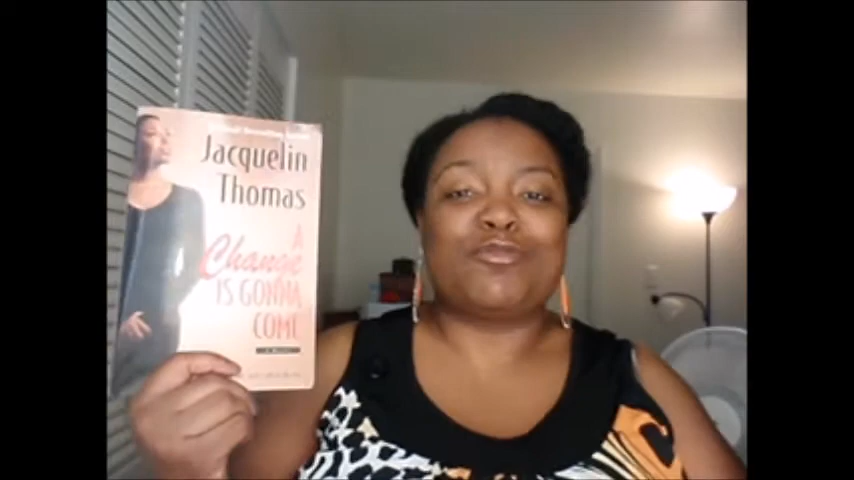 Jacquelin
Thomas
A
Change
IS GONNA
COME